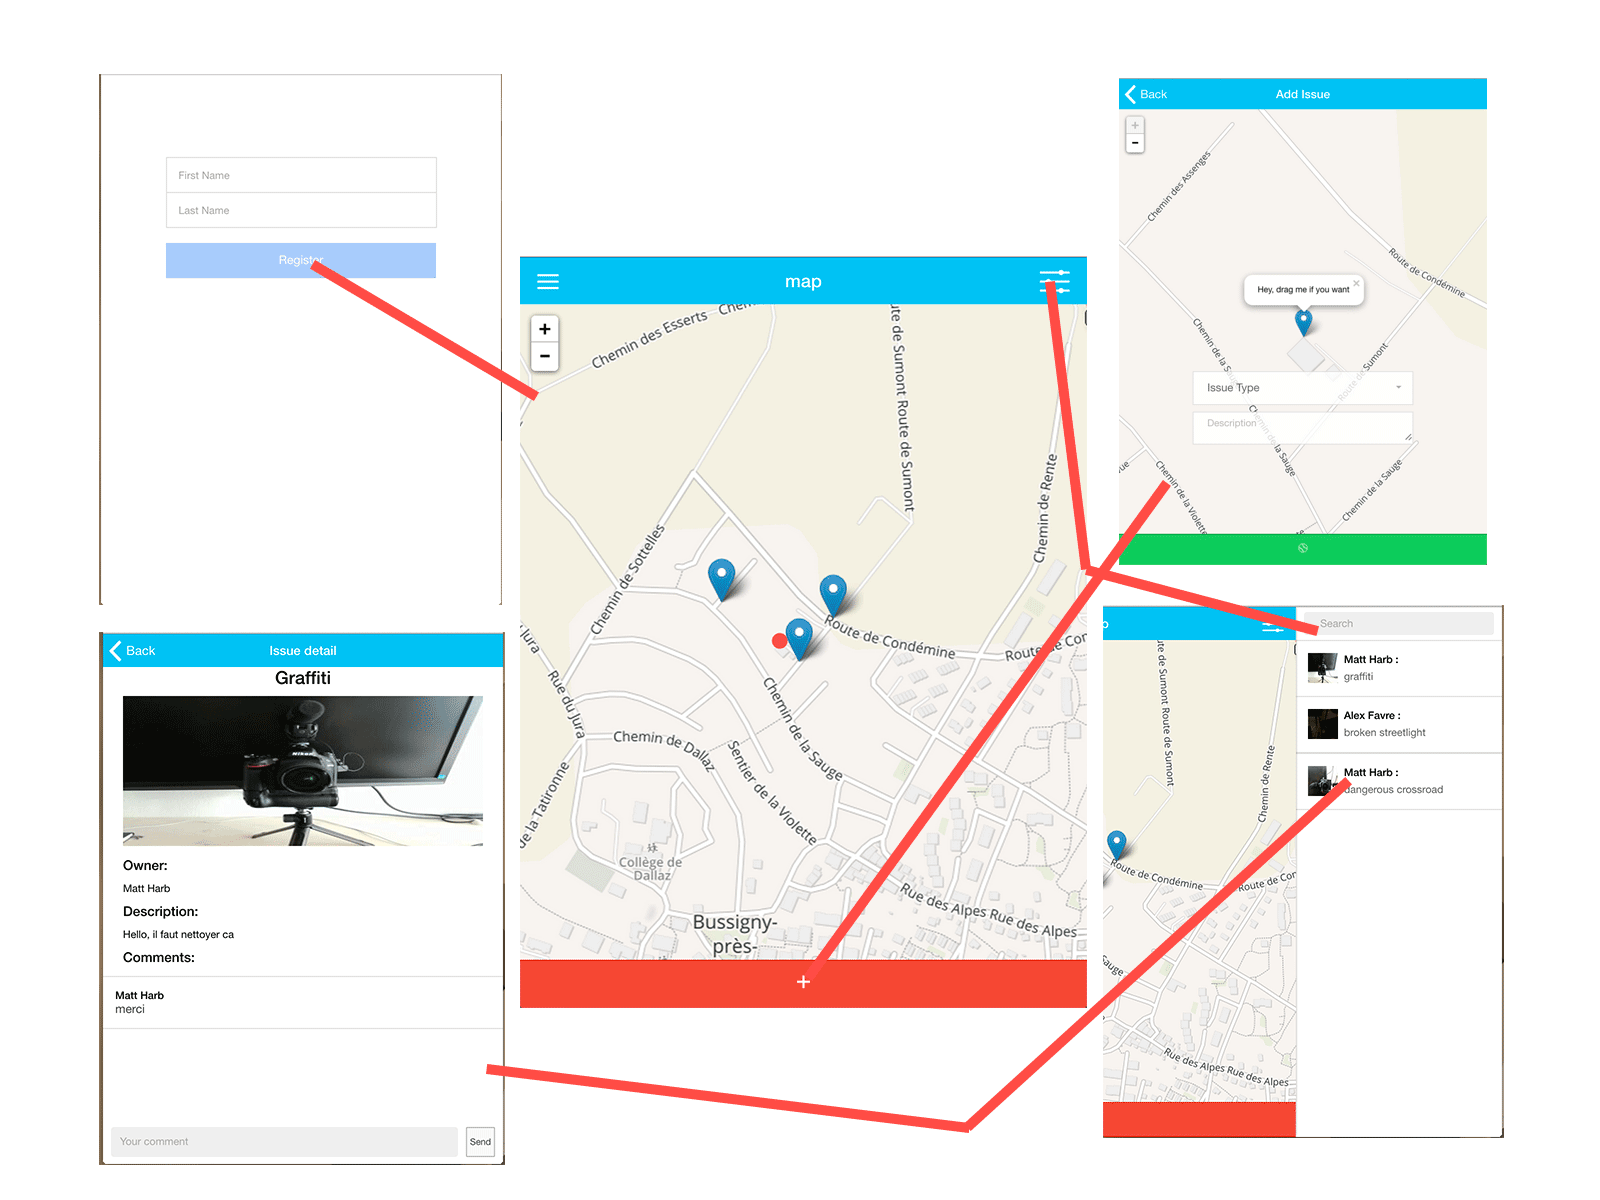 First Name
Last Name
Register
Back
Issue detail
Graffiti
Owner:
Matt Harb
Description:
Hello, il faut nettoyer ca
Comments:
Matt Harb
merci
Your comment
Send
map
+
-
Chemin des Esserts
Chem
Route de Sumont
Route de Sumont
Chemin de Rente
Chemin de Sottelles
Route de Condémine
Route de Con
Jura
Rue du Jura
Chemin de Dallaz
Chemin de la Sauge
Sentier de la Violette
de la Tatironne
Collège de
Dallaz
Rue des Alpes
Rue des Alpes
Bussigny-
près-
+
Back
Add Issue
+
-
Chemin des Assenges
Route de Condémine
Hey, drag me if you want
×
Chemin de la Sauge
Route de Sumont
Issue Type
Description
Chemin de la Sauge
Chemin de la Sauge
Chemin de la Violette
Search
Matt Harb :
graffiti
Alex Favre :
broken streetlight
Matt Harb :
dangerous crossroad
ute de Sumont
Route de Sumont
Chemin de Rente
Route de Condémine
Route de Con
Sauge
Rue des Alpes
Rue des Alpes